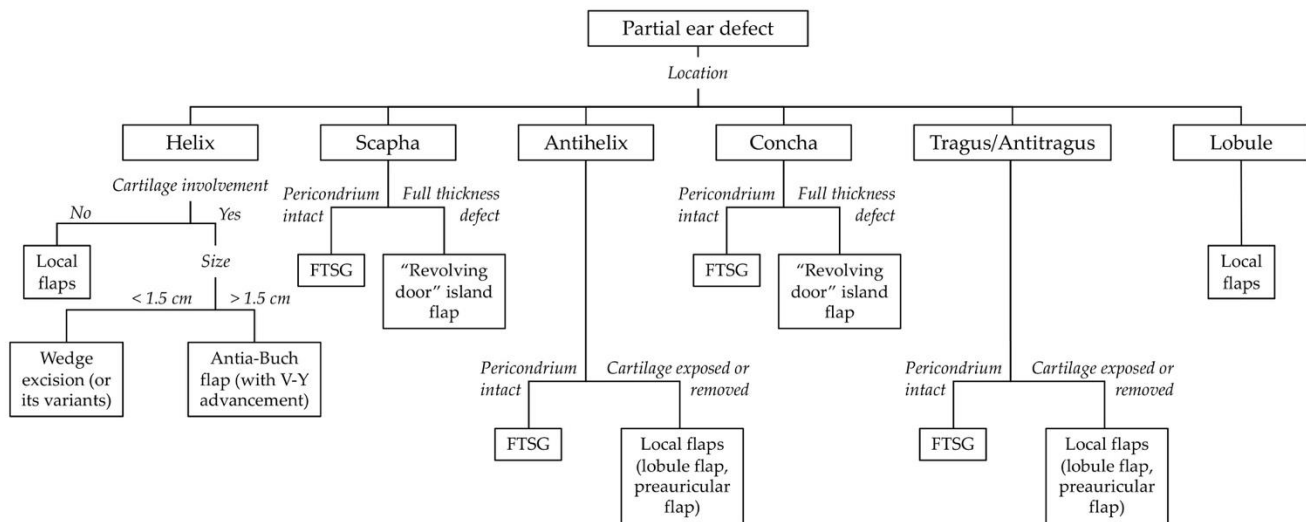 Partial ear defect
Location
Helix
Scapha
Antihelix
Concha
Tragus/Antitragus
Lobule
Cartilage involvement
No
Yes
Local
flaps
Size
< 1.5 cm
> 1.5 cm
Wedge
excision (or
its variants)
Antia-Buch
flap (with V-Y
advancement)
Pericondrium
intact
Full thickness
defect
FTSG
“Revolving
door” island
flap
Pericondrium
intact
Cartilage exposed or
removed
FTSG
Local flaps
(lobule flap,
preauricular
flap)
Pericondrium
intact
Full thickness
defect
FTSG
“Revolving
door” island
flap
Pericondrium
intact
Cartilage exposed or
removed
FTSG
Local flaps
(lobule flap,
preauricular
flap)
Local
flaps